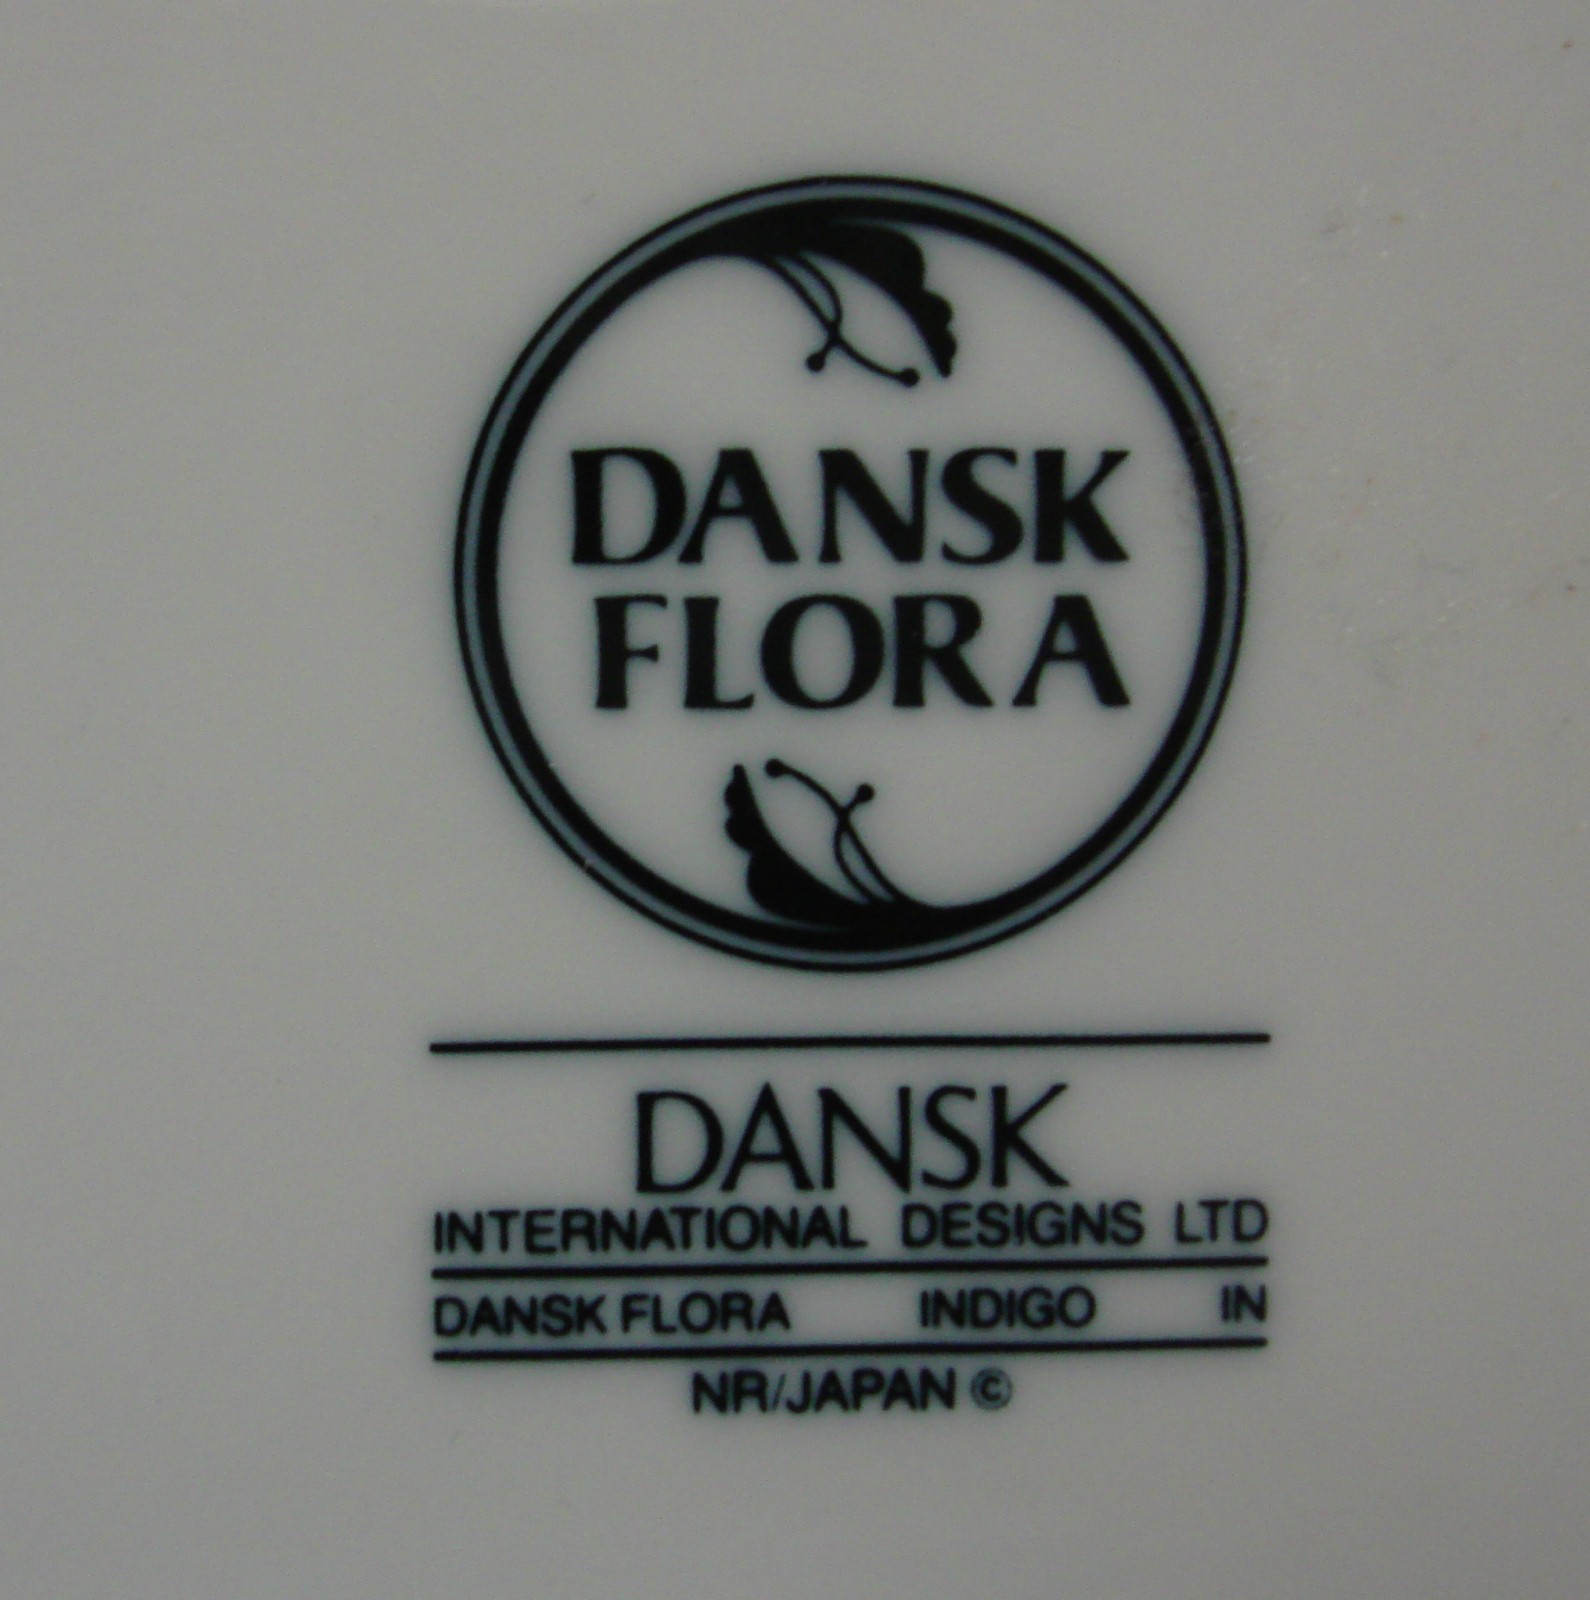 DANSK
FLORA
DANSK
INTERNATIONAL DESIGNS LTD
DANSK FLORA INDIGO IN
NR/JAPAN ©